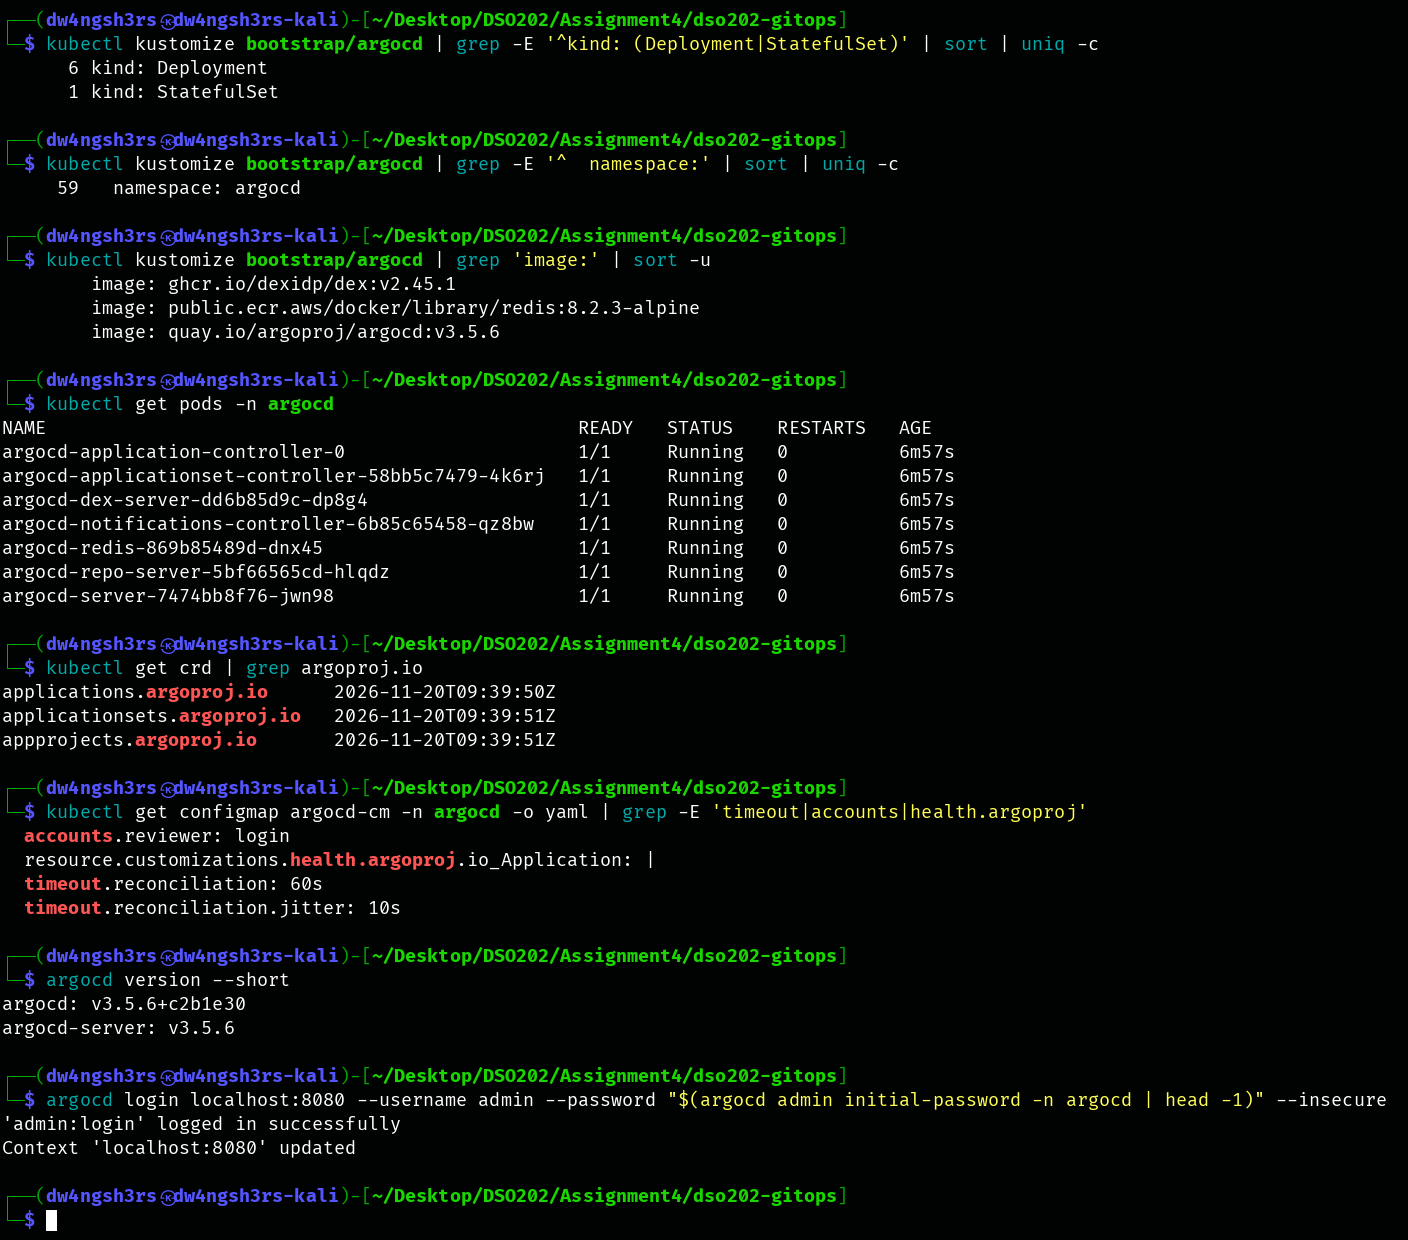 ┌──(dw4ngsh3rs㉿dw4ngsh3rs-kali)-[~/Desktop/DSO202/Assignment4/dso202-gitops]
└─$ kubectl kustomize bootstrap/argocd | grep -E '^kind: (Deployment|StatefulSet)' | sort | uniq -c
      6 kind: Deployment
      1 kind: StatefulSet

┌──(dw4ngsh3rs㉿dw4ngsh3rs-kali)-[~/Desktop/DSO202/Assignment4/dso202-gitops]
└─$ kubectl kustomize bootstrap/argocd | grep -E '^  namespace:' | sort | uniq -c
     59   namespace: argocd

┌──(dw4ngsh3rs㉿dw4ngsh3rs-kali)-[~/Desktop/DSO202/Assignment4/dso202-gitops]
└─$ kubectl kustomize bootstrap/argocd | grep 'image:' | sort -u
        image: ghcr.io/dexidp/dex:v2.45.1
        image: public.ecr.aws/docker/library/redis:8.2.3-alpine
        image: quay.io/argoproj/argocd:v3.5.6

┌──(dw4ngsh3rs㉿dw4ngsh3rs-kali)-[~/Desktop/DSO202/Assignment4/dso202-gitops]
└─$ kubectl get pods -n argocd
NAME                                                READY   STATUS    RESTARTS   AGE
argocd-application-controller-0                     1/1     Running   0          6m57s
argocd-applicationset-controller-58bb5c7479-4k6rj   1/1     Running   0          6m57s
argocd-dex-server-dd6b85d9c-dp8g4                   1/1     Running   0          6m57s
argocd-notifications-controller-6b85c65458-qz8bw    1/1     Running   0          6m57s
argocd-redis-869b85489d-dnx45                       1/1     Running   0          6m57s
argocd-repo-server-5bf66565cd-hlqdz                 1/1     Running   0          6m57s
argocd-server-7474bb8f76-jwn98                      1/1     Running   0          6m57s

┌──(dw4ngsh3rs㉿dw4ngsh3rs-kali)-[~/Desktop/DSO202/Assignment4/dso202-gitops]
└─$ kubectl get crd | grep argoproj.io
applications.argoproj.io      2026-11-20T09:39:50Z
applicationsets.argoproj.io   2026-11-20T09:39:51Z
appprojects.argoproj.io       2026-11-20T09:39:51Z

┌──(dw4ngsh3rs㉿dw4ngsh3rs-kali)-[~/Desktop/DSO202/Assignment4/dso202-gitops]
└─$ kubectl get configmap argocd-cm -n argocd -o yaml | grep -E 'timeout|accounts|health.argoproj'
  accounts.reviewer: login
  resource.customizations.health.argoproj.io_Application: |
  timeout.reconciliation: 60s
  timeout.reconciliation.jitter: 10s

┌──(dw4ngsh3rs㉿dw4ngsh3rs-kali)-[~/Desktop/DSO202/Assignment4/dso202-gitops]
└─$ argocd version --short
argocd: v3.5.6+c2b1e30
argocd-server: v3.5.6

┌──(dw4ngsh3rs㉿dw4ngsh3rs-kali)-[~/Desktop/DSO202/Assignment4/dso202-gitops]
└─$ argocd login localhost:8080 --username admin --password "$(argocd admin initial-password -n argocd | head -1)" --insecure
'admin:login' logged in successfully
Context 'localhost:8080' updated

┌──(dw4ngsh3rs㉿dw4ngsh3rs-kali)-[~/Desktop/DSO202/Assignment4/dso202-gitops]
└─$